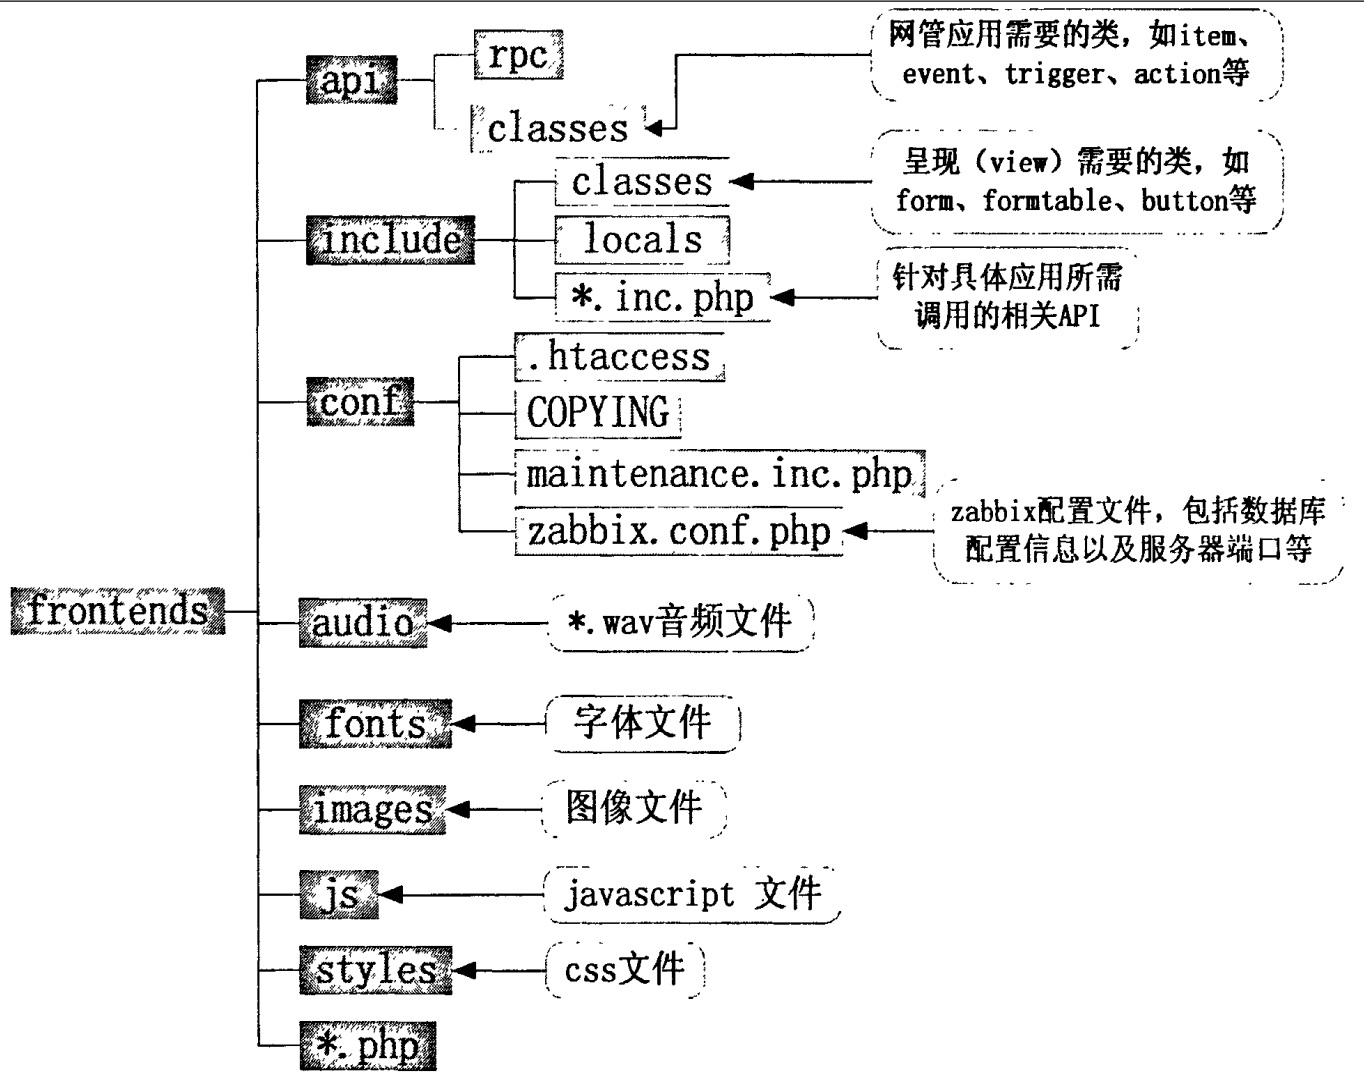 frontends
api
rpc
classes
网管应用需要的类，如item、
event、trigger、action等
include
classes
呈现（view）需要的类，如
form、formtable、button等
locals
*.inc.php
针对具体应用所需
调用的相关API
conf
.htaccess
COPYING
maintenance.inc.php
zabbix.conf.php
zabbix配置文件，包括数据库
配置信息以及服务器端口等
audio
*.wav音频文件
fonts
字体文件
images
图像文件
js
javascript 文件
styles
css文件
*.php